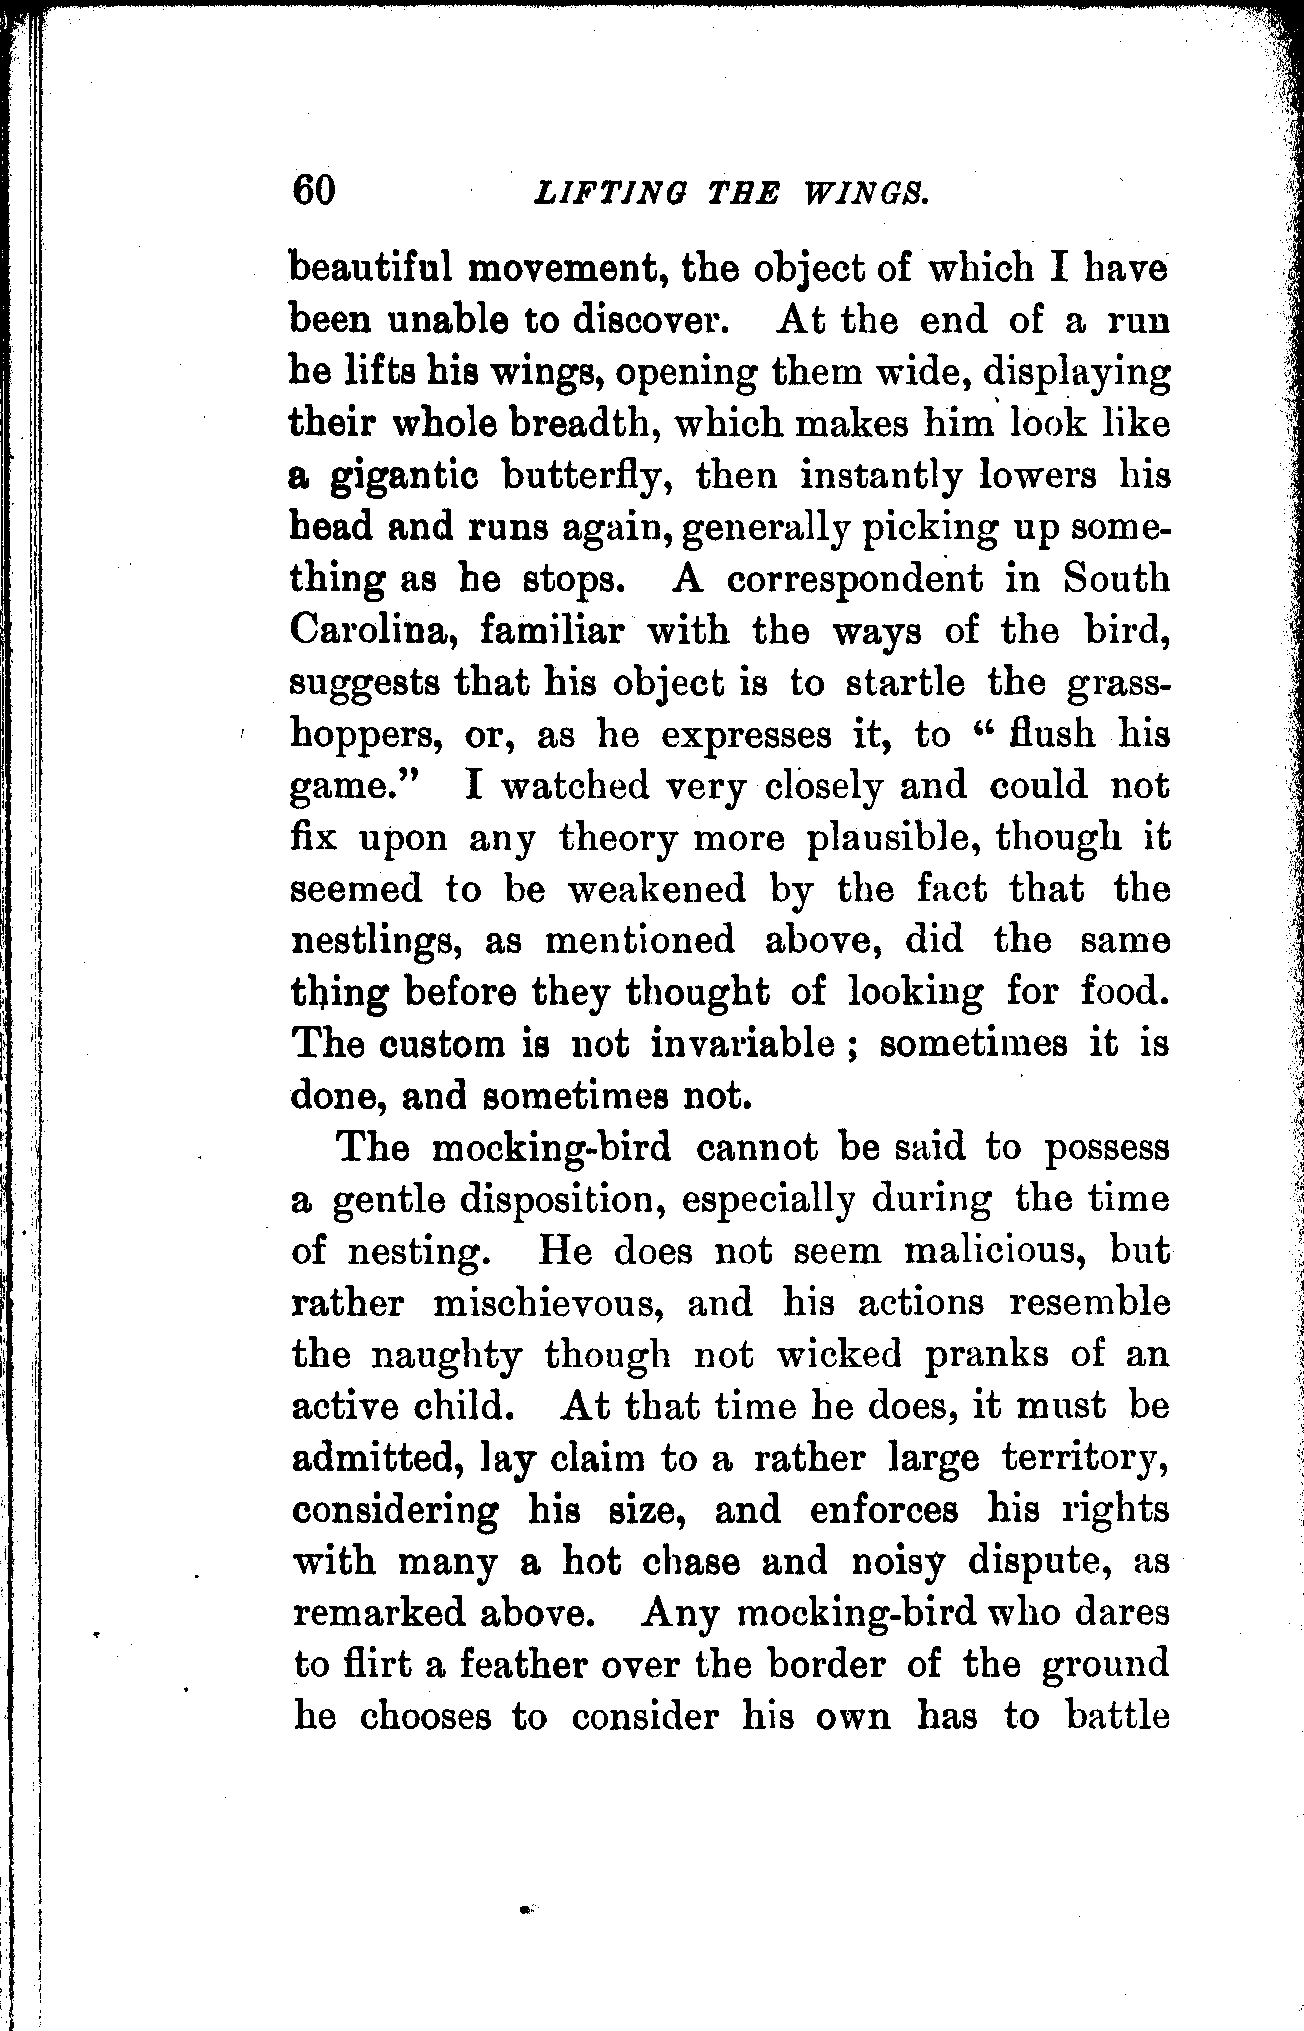 60 LIFTING THE WINGS.
beautiful movement, the object of which I have
been unable to discover. At the end of a run
he lifts his wings, opening them wide, displaying
their whole breadth, which makes him look like
a gigantic butterfly, then instantly lowers his
head and runs again, generally picking up some-
thing as he stops. A correspondent in South
Carolina, familiar with the ways of the bird,
suggests that his object is to startle the grass-
hoppers, or, as he expresses it, to “ flush his
game.” I watched very closely and could not
fix upon any theory more plausible, though it
seemed to be weakened by the fact that the
nestlings, as mentioned above, did the same
thing before they thought of looking for food.
The custom is not invariable ; sometimes it is
done, and sometimes not.
The mocking-bird cannot be said to possess
a gentle disposition, especially during the time
of nesting. He does not seem malicious, but
rather mischievous, and his actions resemble
the naughty though not wicked pranks of an
active child. At that time he does, it must be
admitted, lay claim to a rather large territory,
considering his size, and enforces his rights
with many a hot chase and noisy dispute, as
remarked above. Any mocking-bird who dares
to flirt a feather over the border of the ground
he chooses to consider his own has to battle